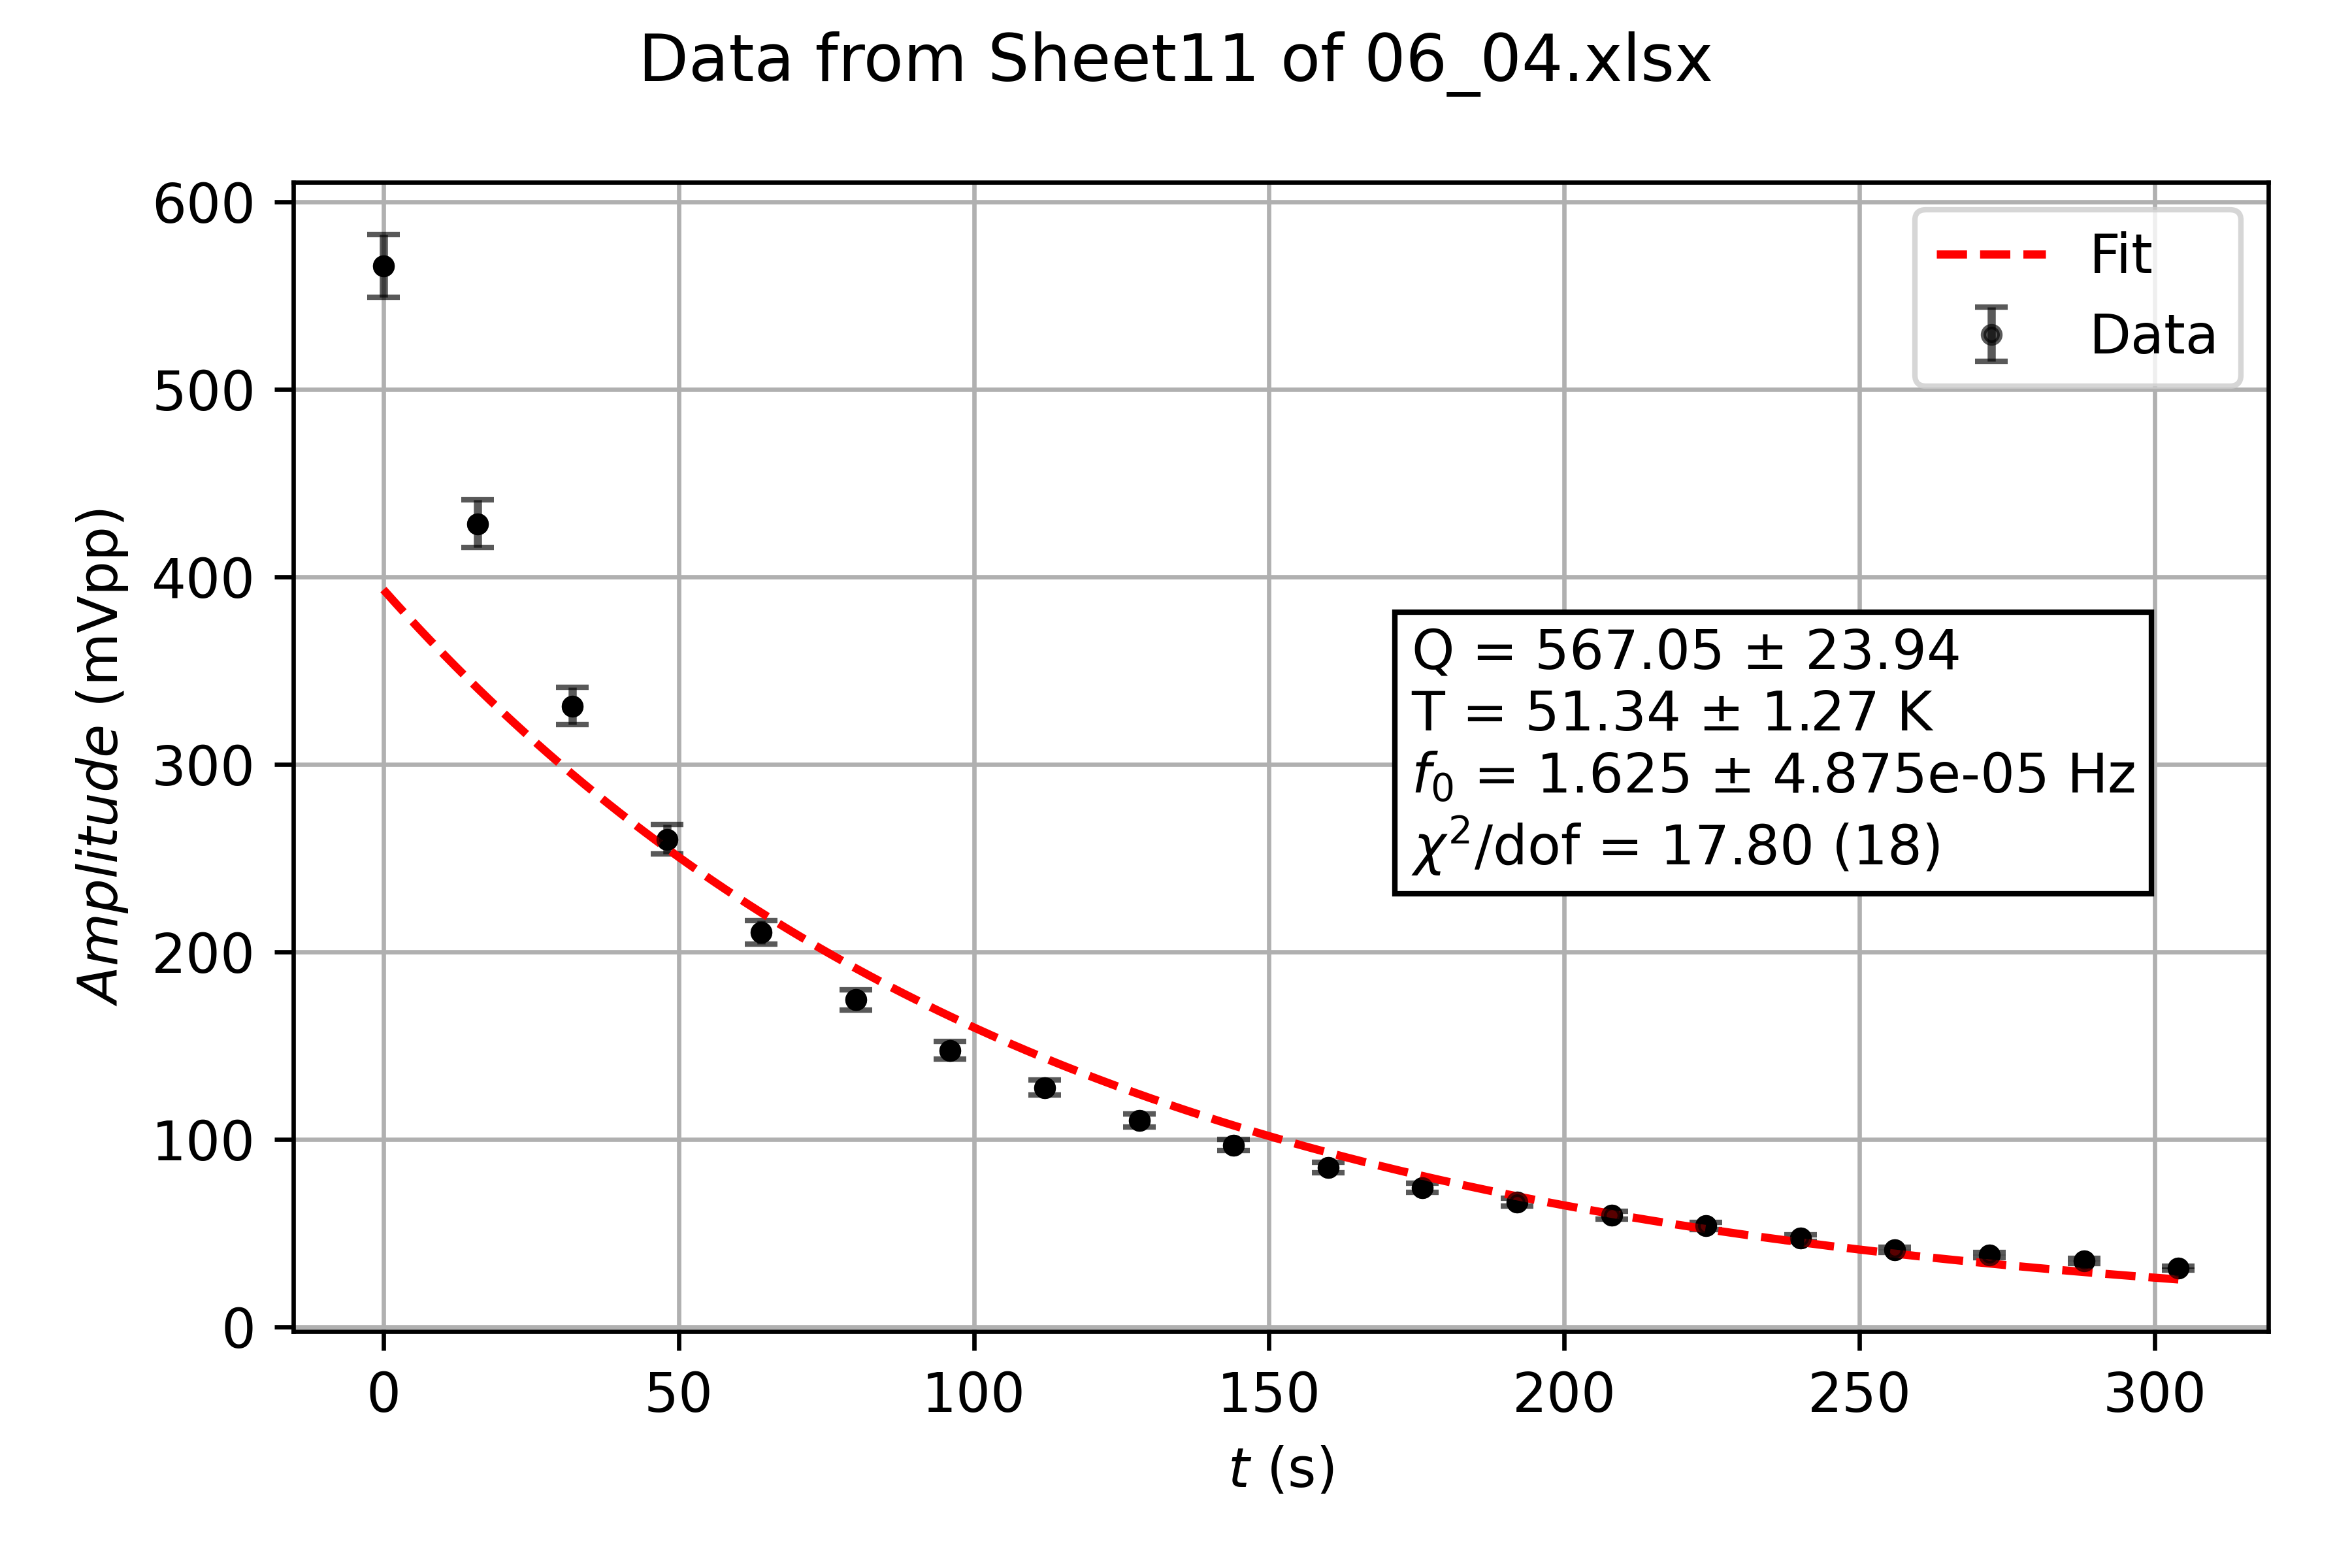 Data from Sheet11 of 06_04.xlsx
600
500
400
300
200
100
0
Amplitude (mVpp)
Fit
Data
Q = 567.05 ± 23.94
T = 51.34 ± 1.27 K
f₀ = 1.625 ± 4.875e-05 Hz
χ²/dof = 17.80 (18)
0 50 100 150 200 250 300
t (s)